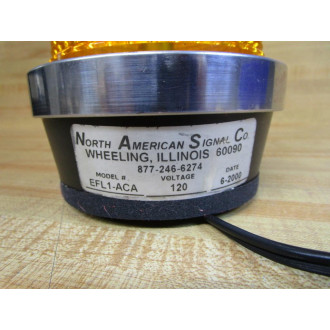 NORTH AMERICAN SIGNAL CO
WHEELING, ILLINOIS 60090
877-246-6274
MODEL # VOLTAGE DATE
EFL1-ACA 120 6-2000